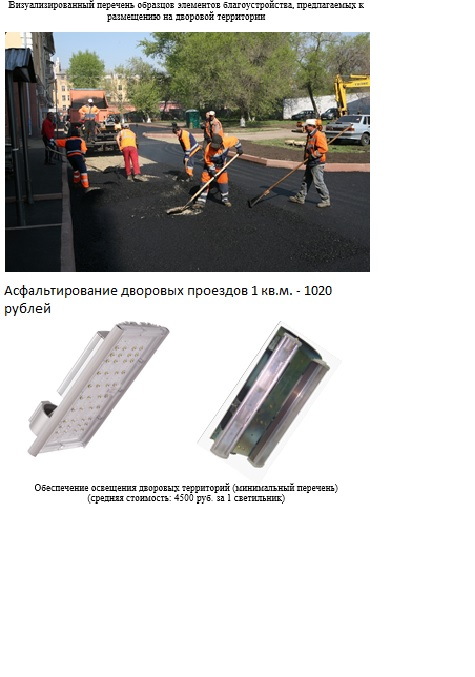 Визуализированный перечень образцов элементов благоустройства, предлагаемых к
размещению на дворовой территории
Асфальтирование дворовых проездов 1 кв.м. - 1020
рублей
Обеспечение освещения дворовых территорий (минимальный перечень)
(средняя стоимость: 4500 руб. за 1 светильник)